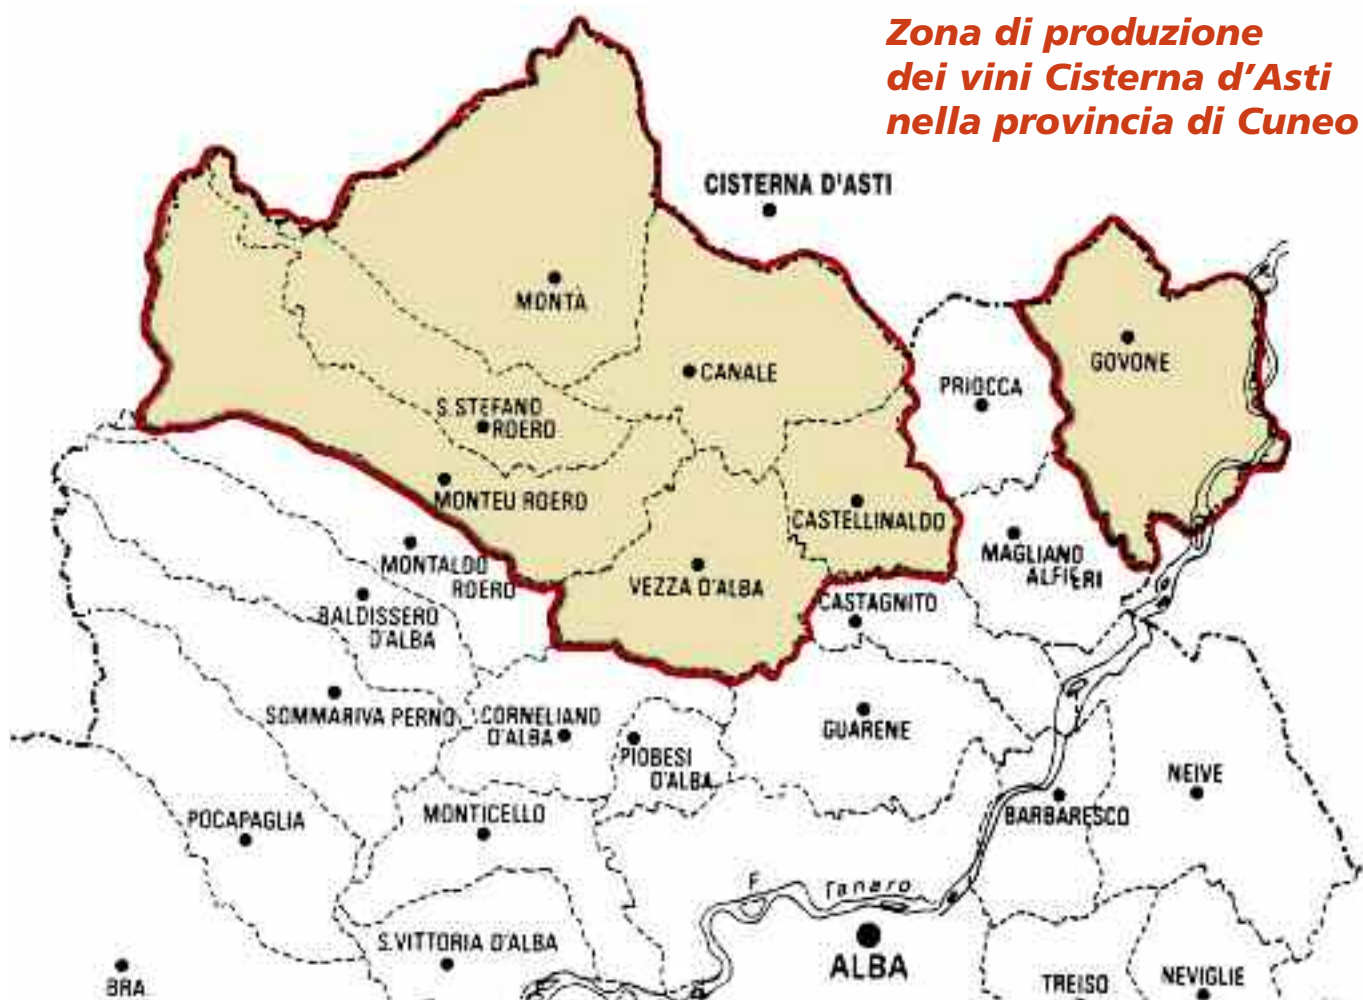 Zona di produzione
dei vini Cisterna d'Asti
nella provincia di Cuneo
CISTERNA D'ASTI
MONTÀ
GOVONE
CANALE
PRIOCCA
S. STEFANO
ROERO
MONTEU ROERO
CASTELLINALDO
MAGLIANO
ALFIERI
MONTALDO
ROERO
VEZZA D'ALBA
CASTAGNITO
BALDISSERO
D'ALBA
SOMMARIVA PERNO
CORNELIANO
D'ALBA
GUARENE
PIOBESI
D'ALBA
NEIVE
POCAPAGLIA
MONTICELLO
BARBARESCO
F. Tanaro
S. VITTORIA D'ALBA
ALBA
BRA
TREISO
NEVIGLIE